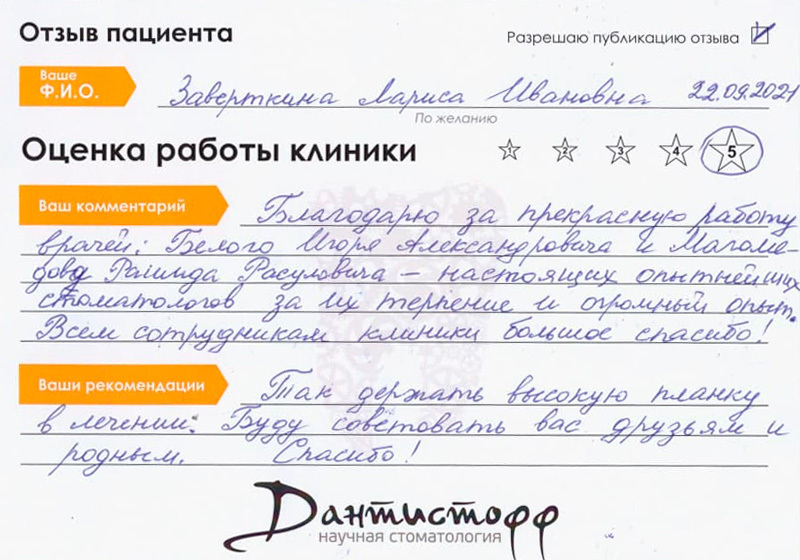 Отзыв пациента
Разрешаю публикацию отзыва
Ваше
Ф.И.О.
Заверткина Лариса Ивановна 22.09.2021
По желанию
Оценка работы клиники
1 2 3 4 5
Ваш комментарий
Благодарю за прекрасную работу
врачей: Белого Игоря Александровича и Магоме-
дова Рашида Расуловича – настоящих опытнейших
стоматологов за их терпение и огромный опыт.
Всем сотрудникам клиники большое спасибо!
Ваши рекомендации
Так держать высокую планку
в лечении. Буду советовать вас друзьям и
родным. Спасибо!
Дантистофф
научная стоматология